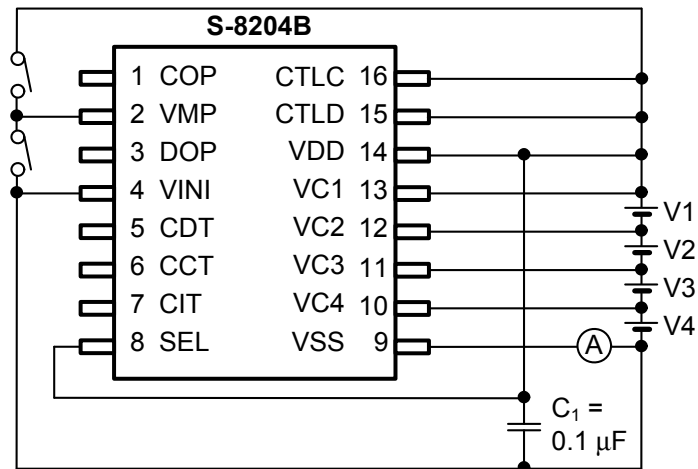 S-8204B
1 COP CTLC 16
2 VMP CTLD 15
3 DOP VDD 14
4 VINI VC1 13
V1
5 CDT VC2 12
V2
6 CCT VC3 11
V3
7 CIT VC4 10
V4
8 SEL VSS 9
A
C₁ =
0.1 μF